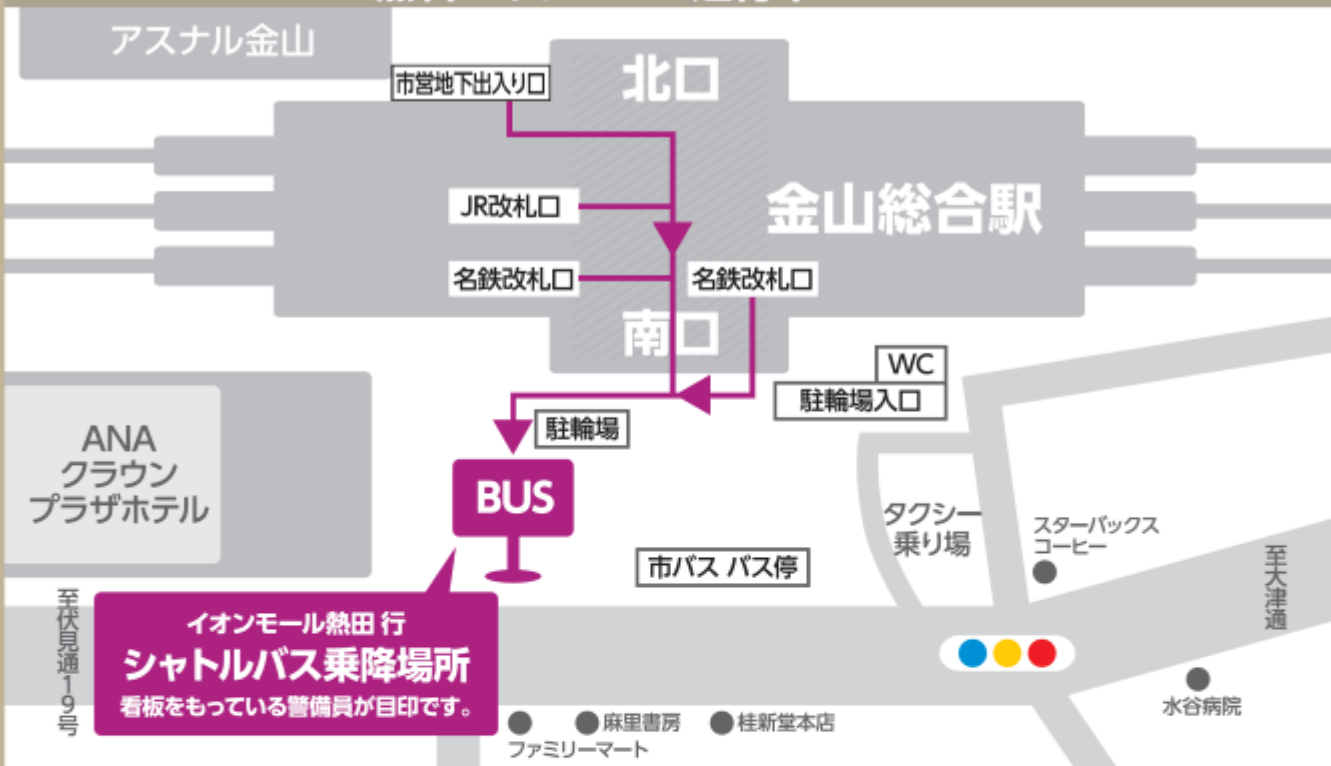 アスナル金山
市営地下出入り口
北口
JR改札口
金山総合駅
名鉄改札口
名鉄改札口
南口
WC
駐輪場入口
駐輪場
ANA
クラウン
プラザホテル
BUS
タクシー
乗り場
スターバックス
コーヒー
市バス バス停
至大津通
至伏見通19号
イオンモール熱田 行
シャトルバス乗降場所
看板をもっている警備員が目印です。
水谷病院
麻里書房
桂新堂本店
ファミリーマート